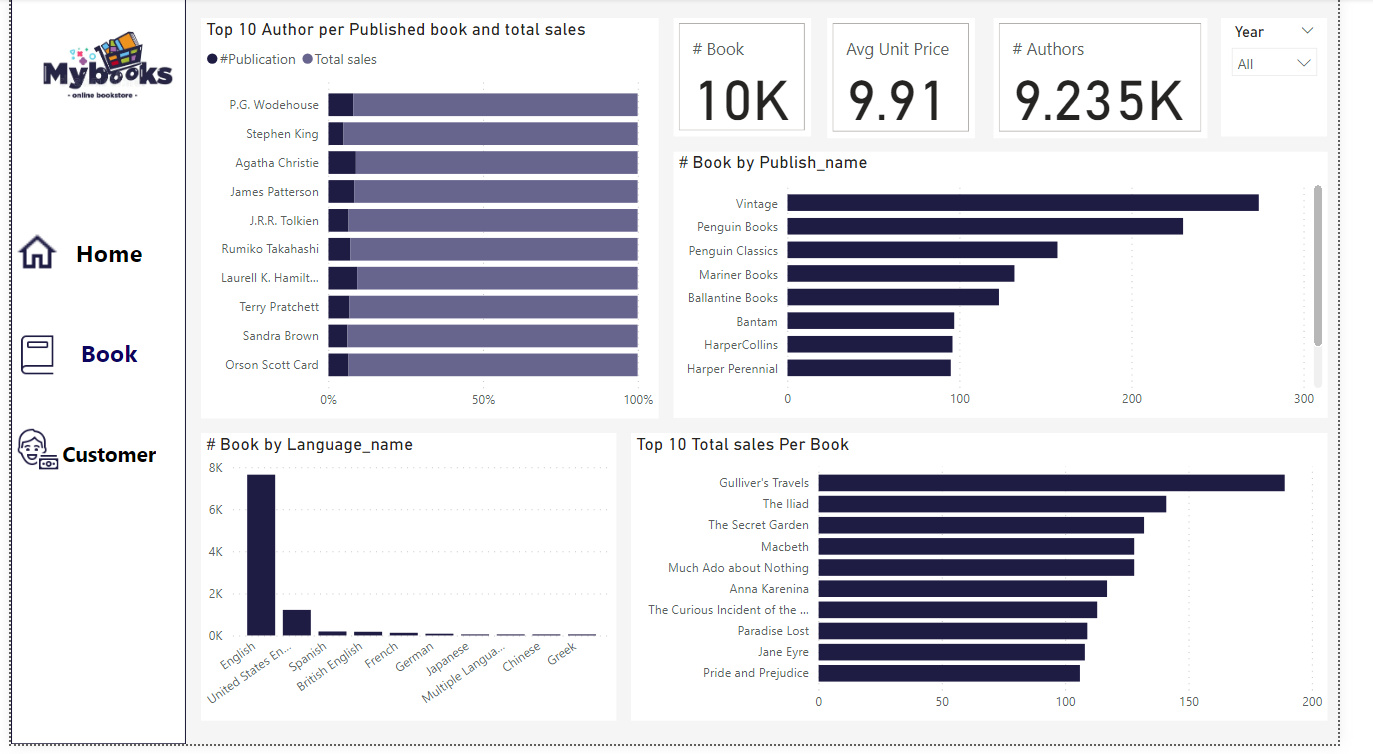 Mybooks
- online bookstore -
Home
Book
Customer
Top 10 Author per Published book and total sales
#Publication Total sales
P.G. Wodehouse
Stephen King
Agatha Christie
James Patterson
J.R.R. Tolkien
Rumiko Takahashi
Laurell K. Hamilt...
Terry Pratchett
Sandra Brown
Orson Scott Card
0% 50% 100%
# Book
10K
Avg Unit Price
9.91
# Authors
9.235K
Year
All
# Book by Publish_name
Vintage
Penguin Books
Penguin Classics
Mariner Books
Ballantine Books
Bantam
HarperCollins
Harper Perennial
0 100 200 300
# Book by Language_name
8K
6K
4K
2K
0K
English
United States En...
Spanish
British English
French
German
Japanese
Multiple Langua...
Chinese
Greek
Top 10 Total sales Per Book
Gulliver's Travels
The Iliad
The Secret Garden
Macbeth
Much Ado about Nothing
Anna Karenina
The Curious Incident of the ...
Paradise Lost
Jane Eyre
Pride and Prejudice
0 50 100 150 200